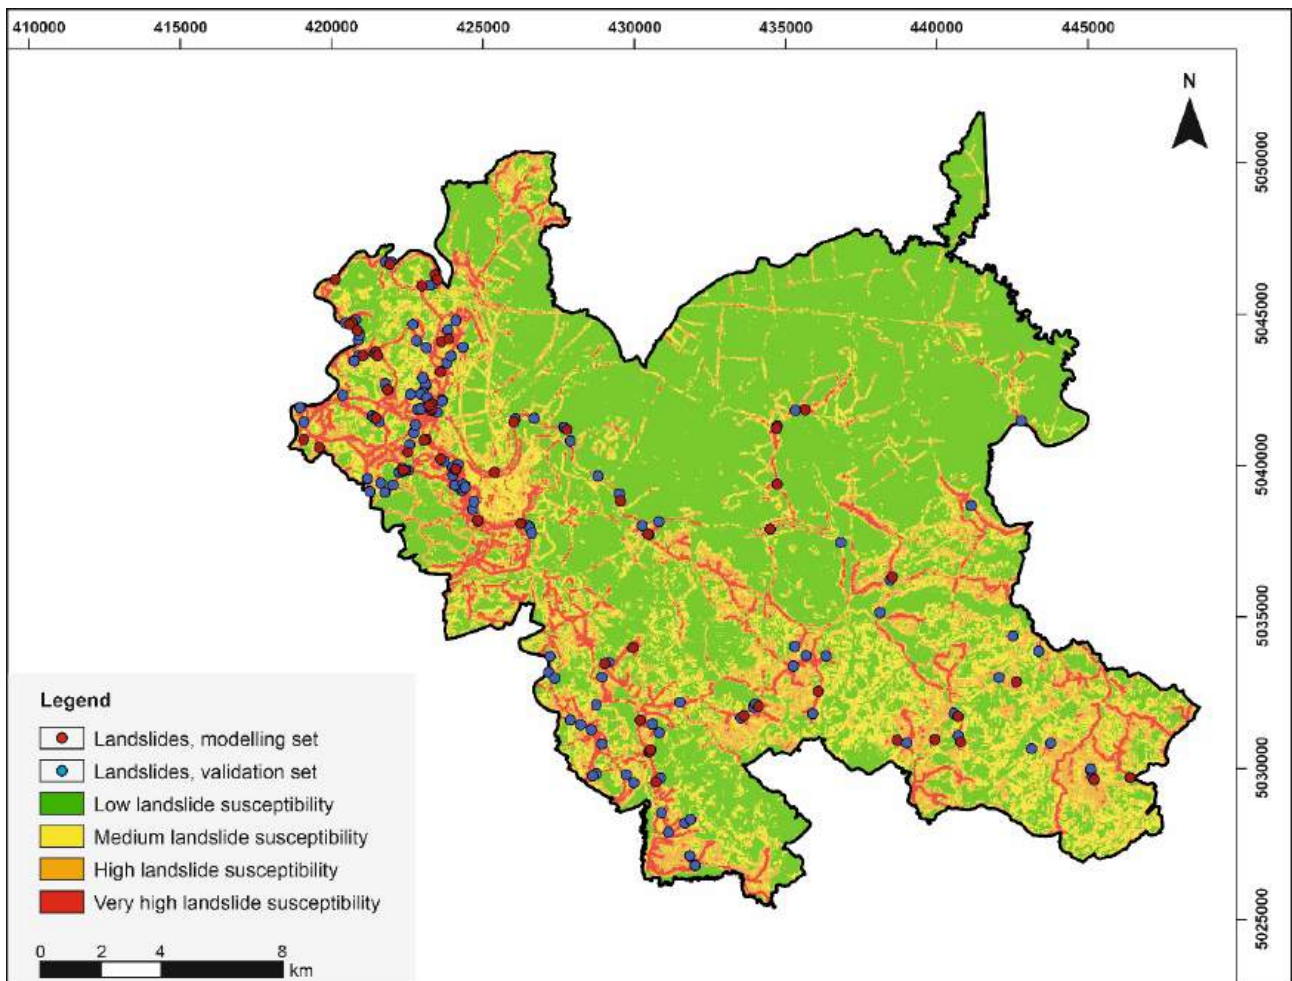 410000 415000 420000 425000 430000 435000 440000 445000
N
5050000
5045000
5040000
5035000
5030000
5025000
Legend
Landslides, modelling set
Landslides, validation set
Low landslide susceptibility
Medium landslide susceptibility
High landslide susceptibility
Very high landslide susceptibility
0 2 4 8
km